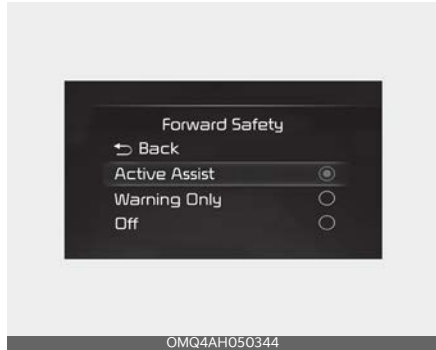 Forward Safety
Back
Active Assist
Warning Only
Off
OMQ4AH050344